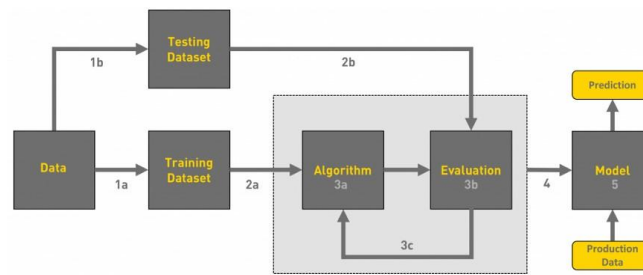 Testing
Dataset
1b
2b
Prediction
Data
Training
Dataset
Algorithm
3a
Evaluation
3b
Model
5
1a
2a
4
3c
Production
Data